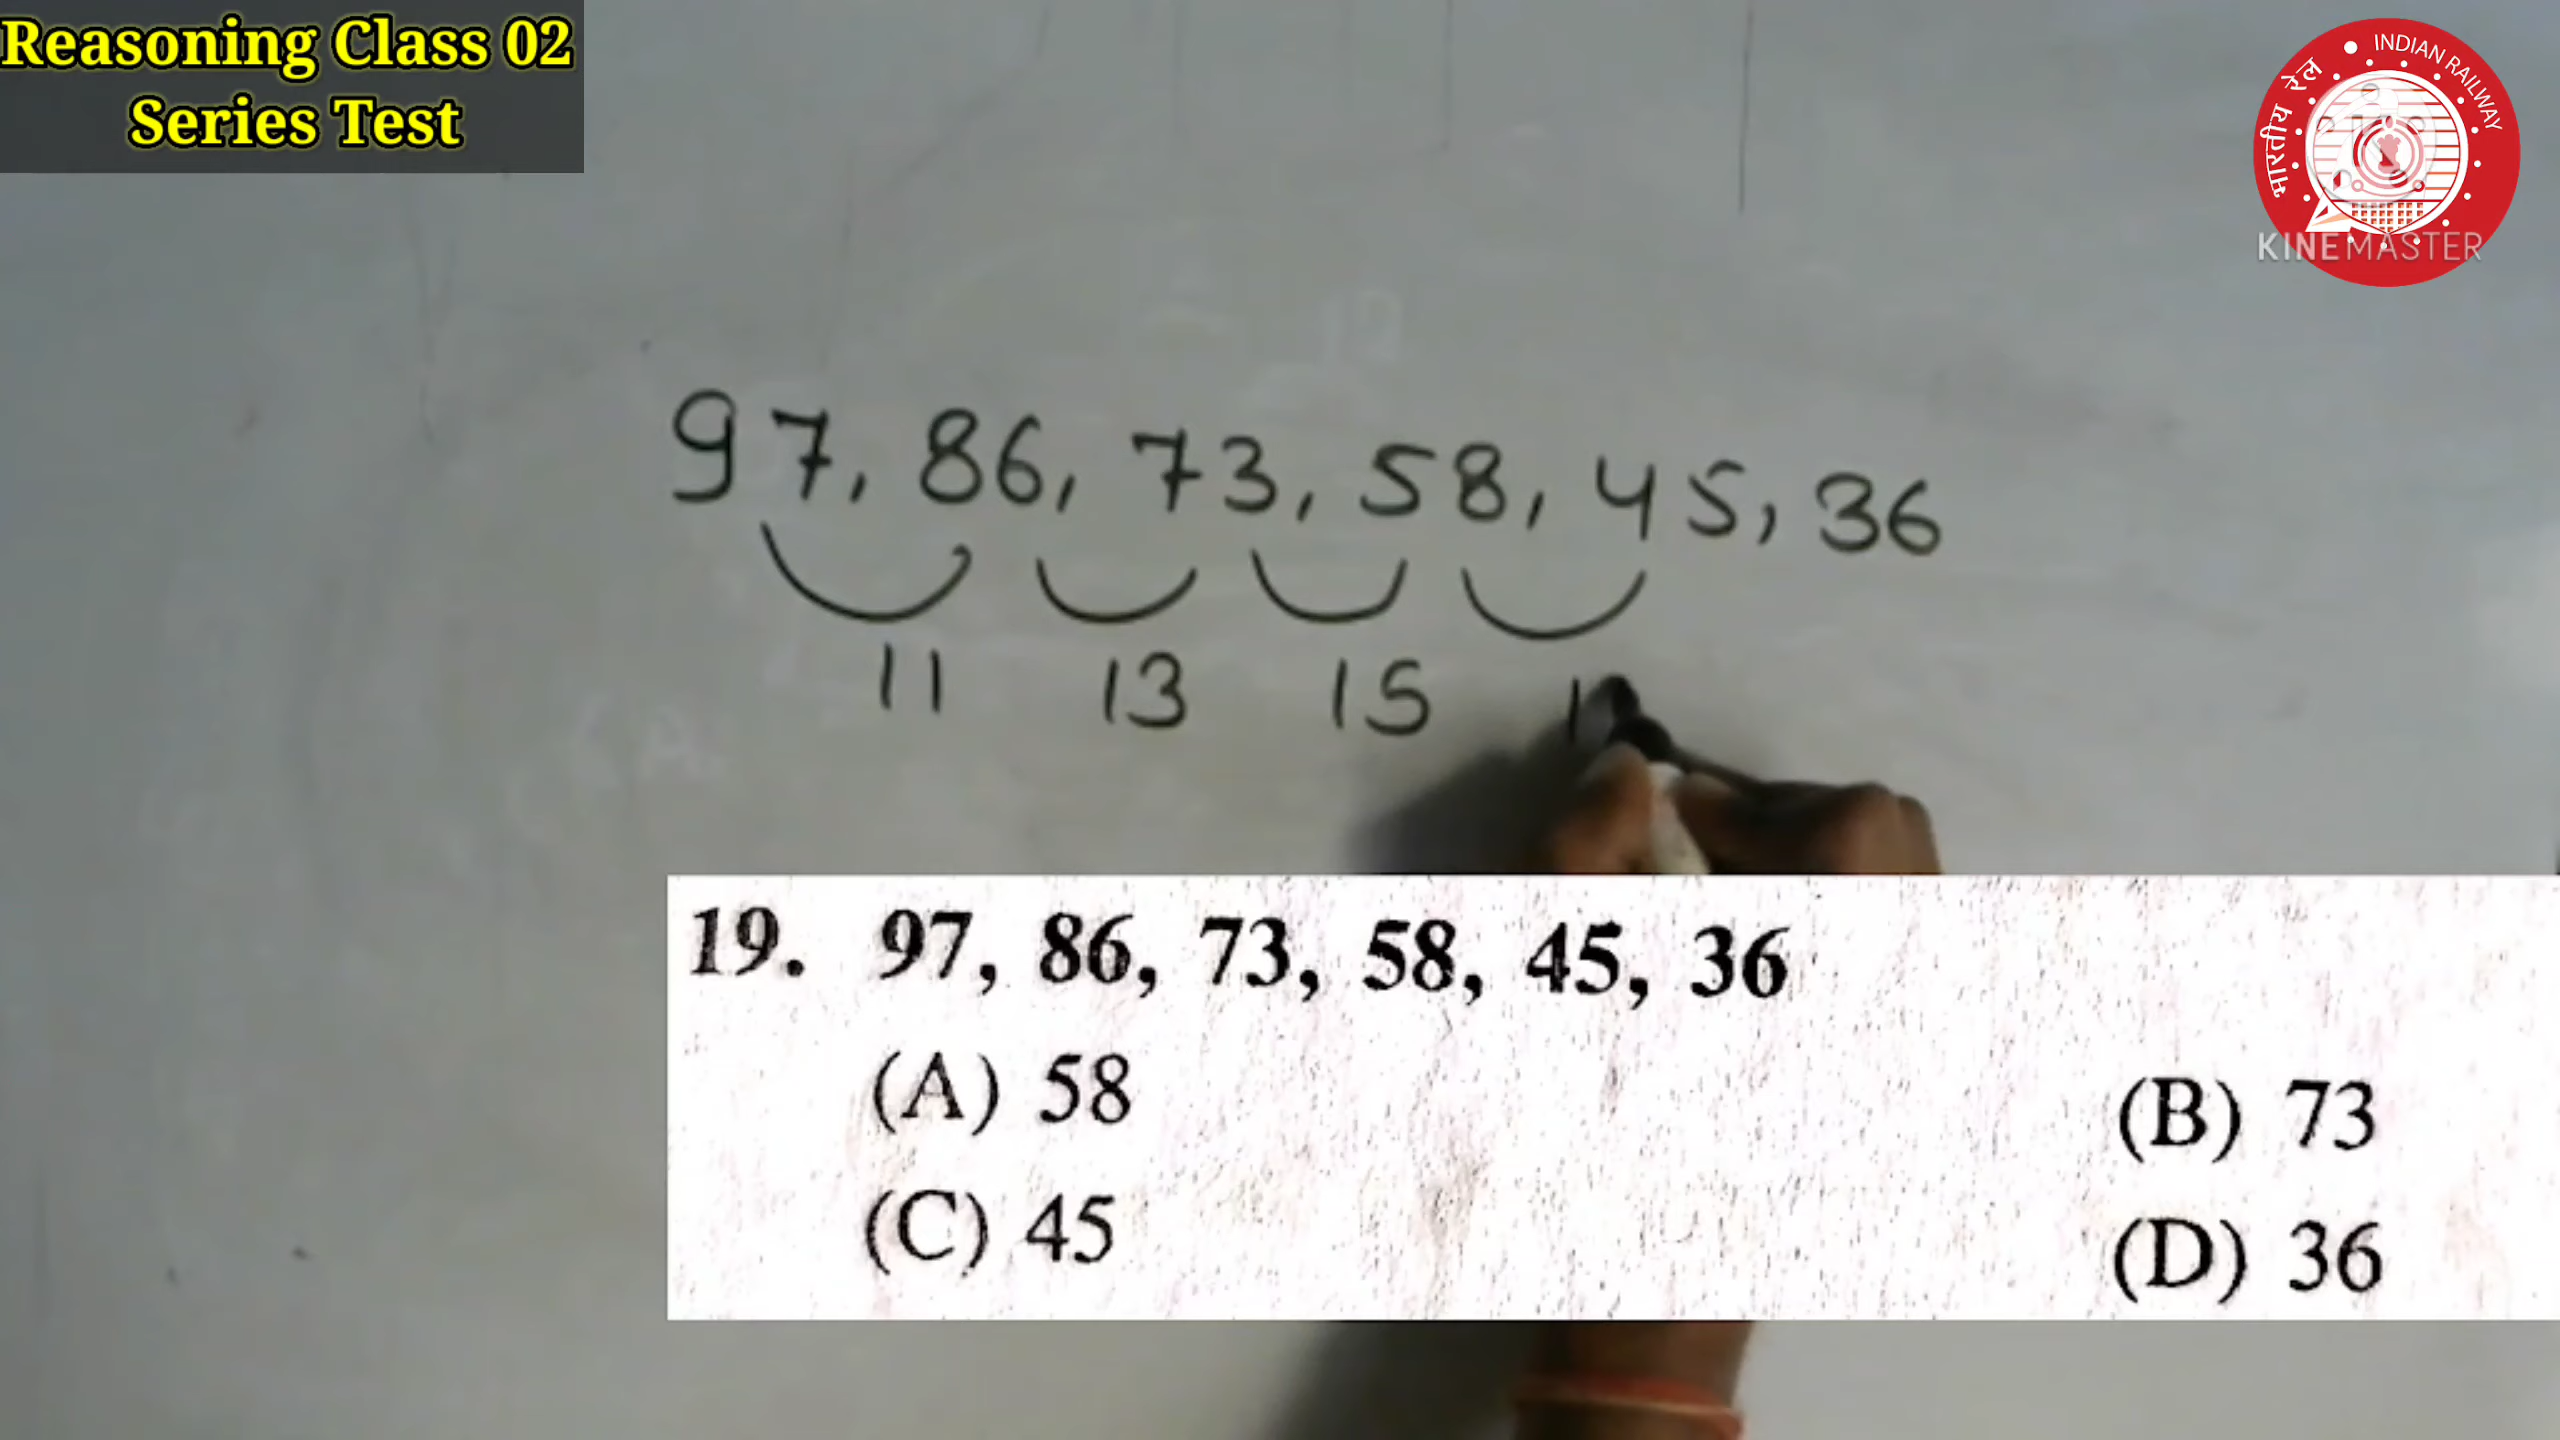 Reasoning Class 02
Series Test
भारतीय रेल INDIAN RAILWAY
KINEMASTER
97, 86, 73, 58, 45, 36
11 13 15 1
19. 97, 86, 73, 58, 45, 36
(A) 58 (B) 73
(C) 45 (D) 36